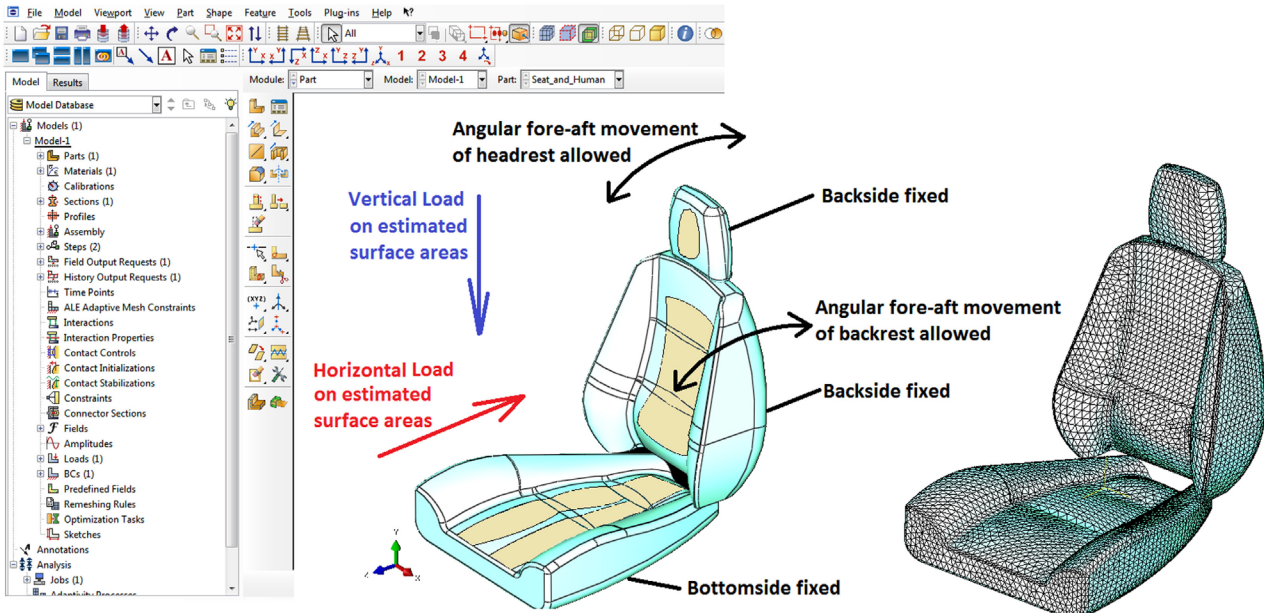 File Model Viewport View Part Shape Feature Tools Plug-ins Help
All
A
1 2 3 4
Model Results
Module: Part Model: Model-1 Part: Seat_and_Human
Model Database
Models (1)
Model-1
Parts (1)
Materials (1)
Calibrations
Sections (1)
Profiles
Assembly
Steps (2)
Field Output Requests (1)
History Output Requests (1)
Time Points
ALE Adaptive Mesh Constraints
Interactions
Interaction Properties
Contact Controls
Contact Initializations
Contact Stabilizations
Constraints
Connector Sections
Fields
Amplitudes
Loads (1)
BCs (1)
Predefined Fields
Remeshing Rules
Optimization Tasks
Sketches
Annotations
Analysis
Jobs (1)
Adaptivity Processes
(XYZ)
Angular fore-aft movement
of headrest allowed
Vertical Load
on estimated
surface areas
Backside fixed
Angular fore-aft movement
of backrest allowed
Horizontal Load
on estimated
surface areas
Backside fixed
Bottomside fixed
Y
Z
X